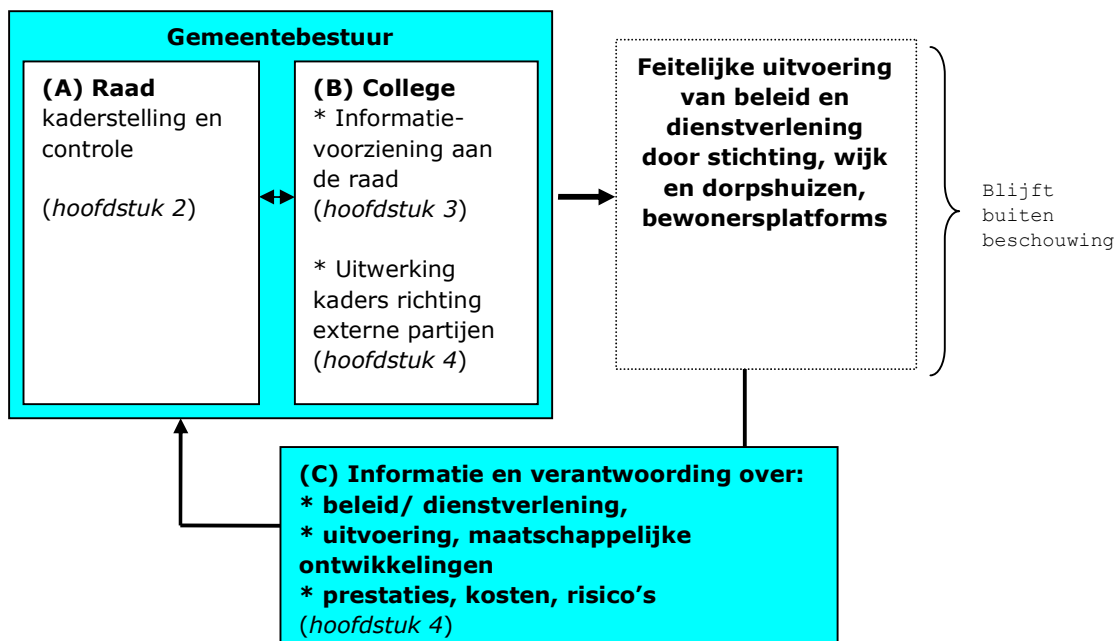 Gemeentebestuur
(A) Raad
kaderstelling en
controle
(hoofdstuk 2)
(B) College
* Informatie-
voorziening aan
de raad
(hoofdstuk 3)
* Uitwerking
kaders richting
externe partijen
(hoofdstuk 4)
Feitelijke uitvoering
van beleid en
dienstverlening
door stichting, wijk
en dorpshuizen,
bewonersplatforms
Blijft
buiten
beschouwing
(C) Informatie en verantwoording over:
* beleid/ dienstverlening,
* uitvoering, maatschappelijke
ontwikkelingen
* prestaties, kosten, risico’s
(hoofdstuk 4)